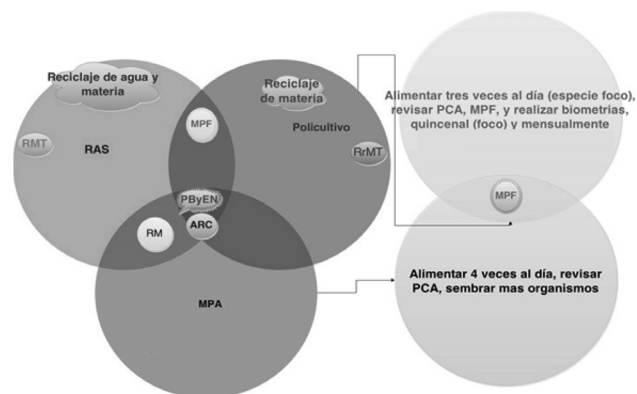 Reciclaje de agua y
materia
RMT
RAS
MPF
Reciclaje
de materia
Policultivo
RrMT
PByEN
RM
ARC
MPA
Alimentar tres veces al día (especie foco),
revisar PCA, MPF, y realizar biometrias,
quincenal (foco) y mensualmente
MPF
Alimentar 4 veces al día, revisar
PCA, sembrar mas organismos